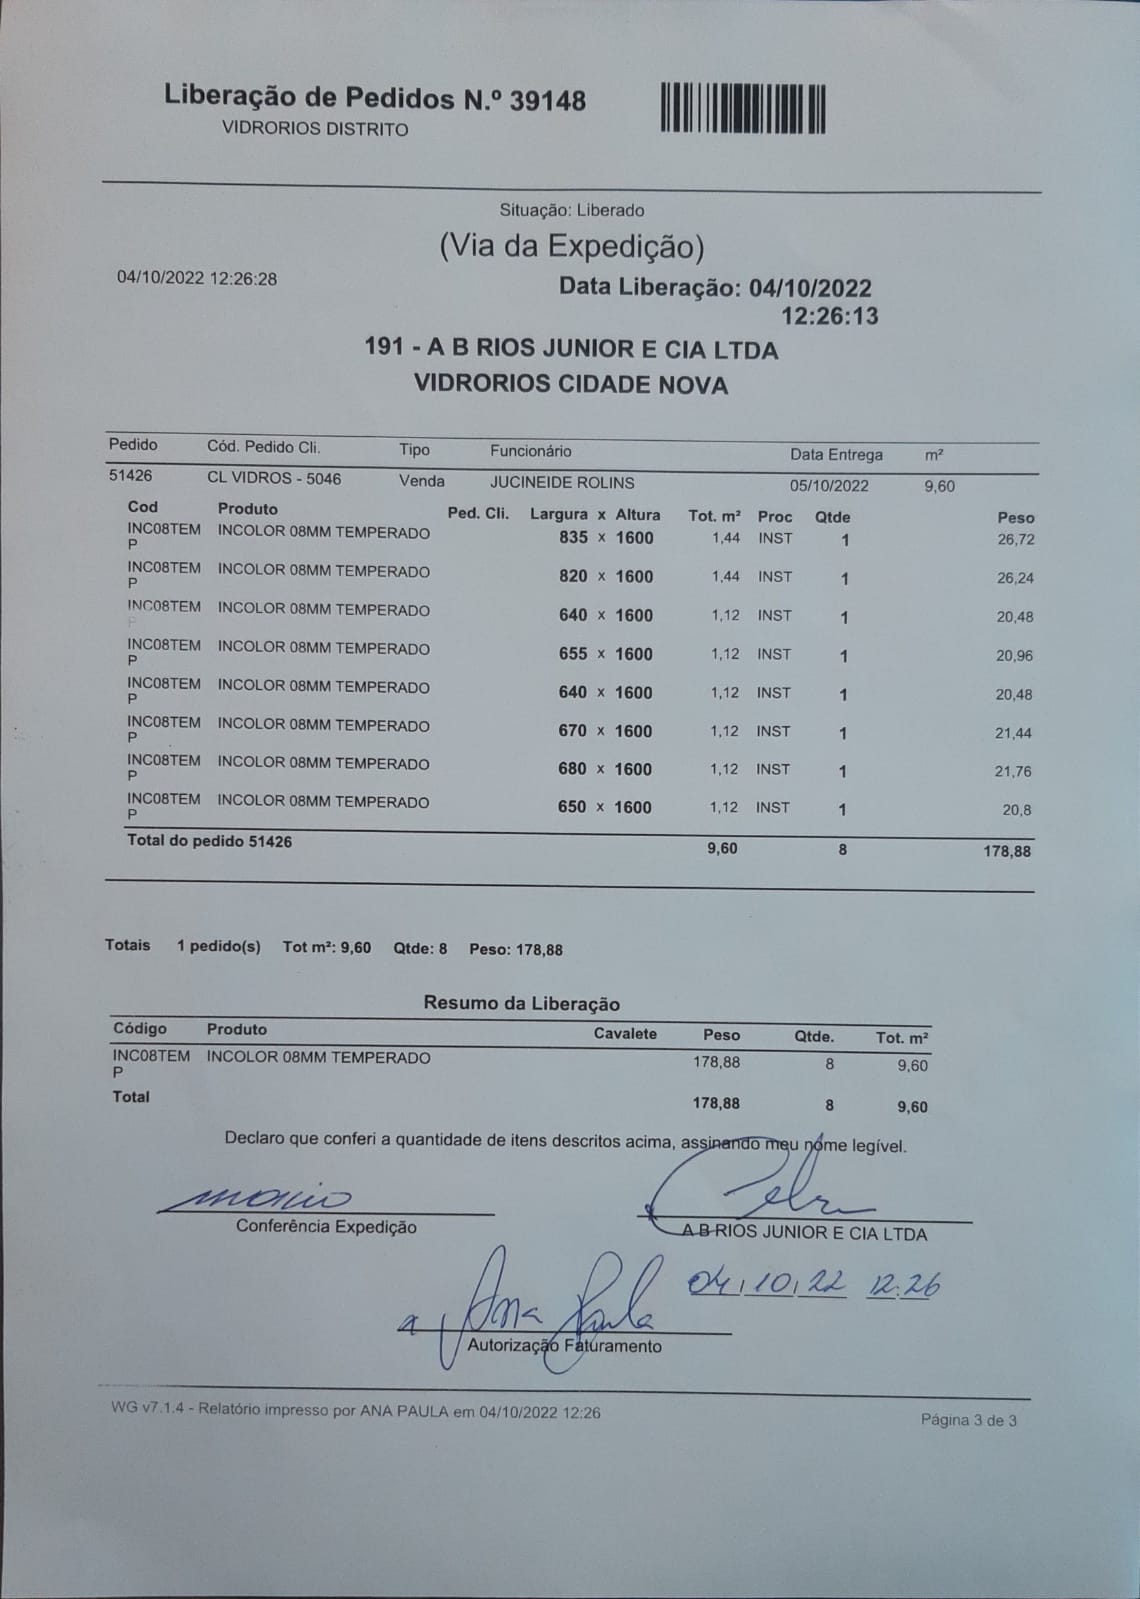 Liberação de Pedidos N.º 39148
VIDRORIOS DISTRITO
Situação: Liberado
(Via da Expedição)
04/10/2022 12:26:28
Data Liberação: 04/10/2022
12:26:13
191 - A B RIOS JUNIOR E CIA LTDA
VIDRORIOS CIDADE NOVA
Pedido Cód. Pedido Cli. Tipo Funcionário Data Entrega m²
51426 CL VIDROS - 5046 Venda JUCINEIDE ROLINS 05/10/2022 9,60
Cod Produto Ped. Cli. Largura x Altura Tot. m² Proc Qtde Peso
INC08TEM INCOLOR 08MM TEMPERADO 835 x 1600 1,44 INST 1 26,72
P
INC08TEM INCOLOR 08MM TEMPERADO 820 x 1600 1,44 INST 1 26,24
P
INC08TEM INCOLOR 08MM TEMPERADO 640 x 1600 1,12 INST 1 20,48
P
INC08TEM INCOLOR 08MM TEMPERADO 655 x 1600 1,12 INST 1 20,96
P
INC08TEM INCOLOR 08MM TEMPERADO 640 x 1600 1,12 INST 1 20,48
P
INC08TEM INCOLOR 08MM TEMPERADO 670 x 1600 1,12 INST 1 21,44
P
INC08TEM INCOLOR 08MM TEMPERADO 680 x 1600 1,12 INST 1 21,76
P
INC08TEM INCOLOR 08MM TEMPERADO 650 x 1600 1,12 INST 1 20,8
P
Total do pedido 51426 9,60 8 178,88
Totais 1 pedido(s) Tot m²: 9,60 Qtde: 8 Peso: 178,88
Resumo da Liberação
Código Produto Cavalete Peso Qtde. Tot. m²
INC08TEM INCOLOR 08MM TEMPERADO 178,88 8 9,60
P
Total 178,88 8 9,60
Declaro que conferi a quantidade de itens descritos acima, assinando meu nome legível.
Conferência Expedição
A B RIOS JUNIOR E CIA LTDA
04,10,22 12:26
Ana Paula
Autorização Faturamento
WG v7.1.4 - Relatório impresso por ANA PAULA em 04/10/2022 12:26
Página 3 de 3